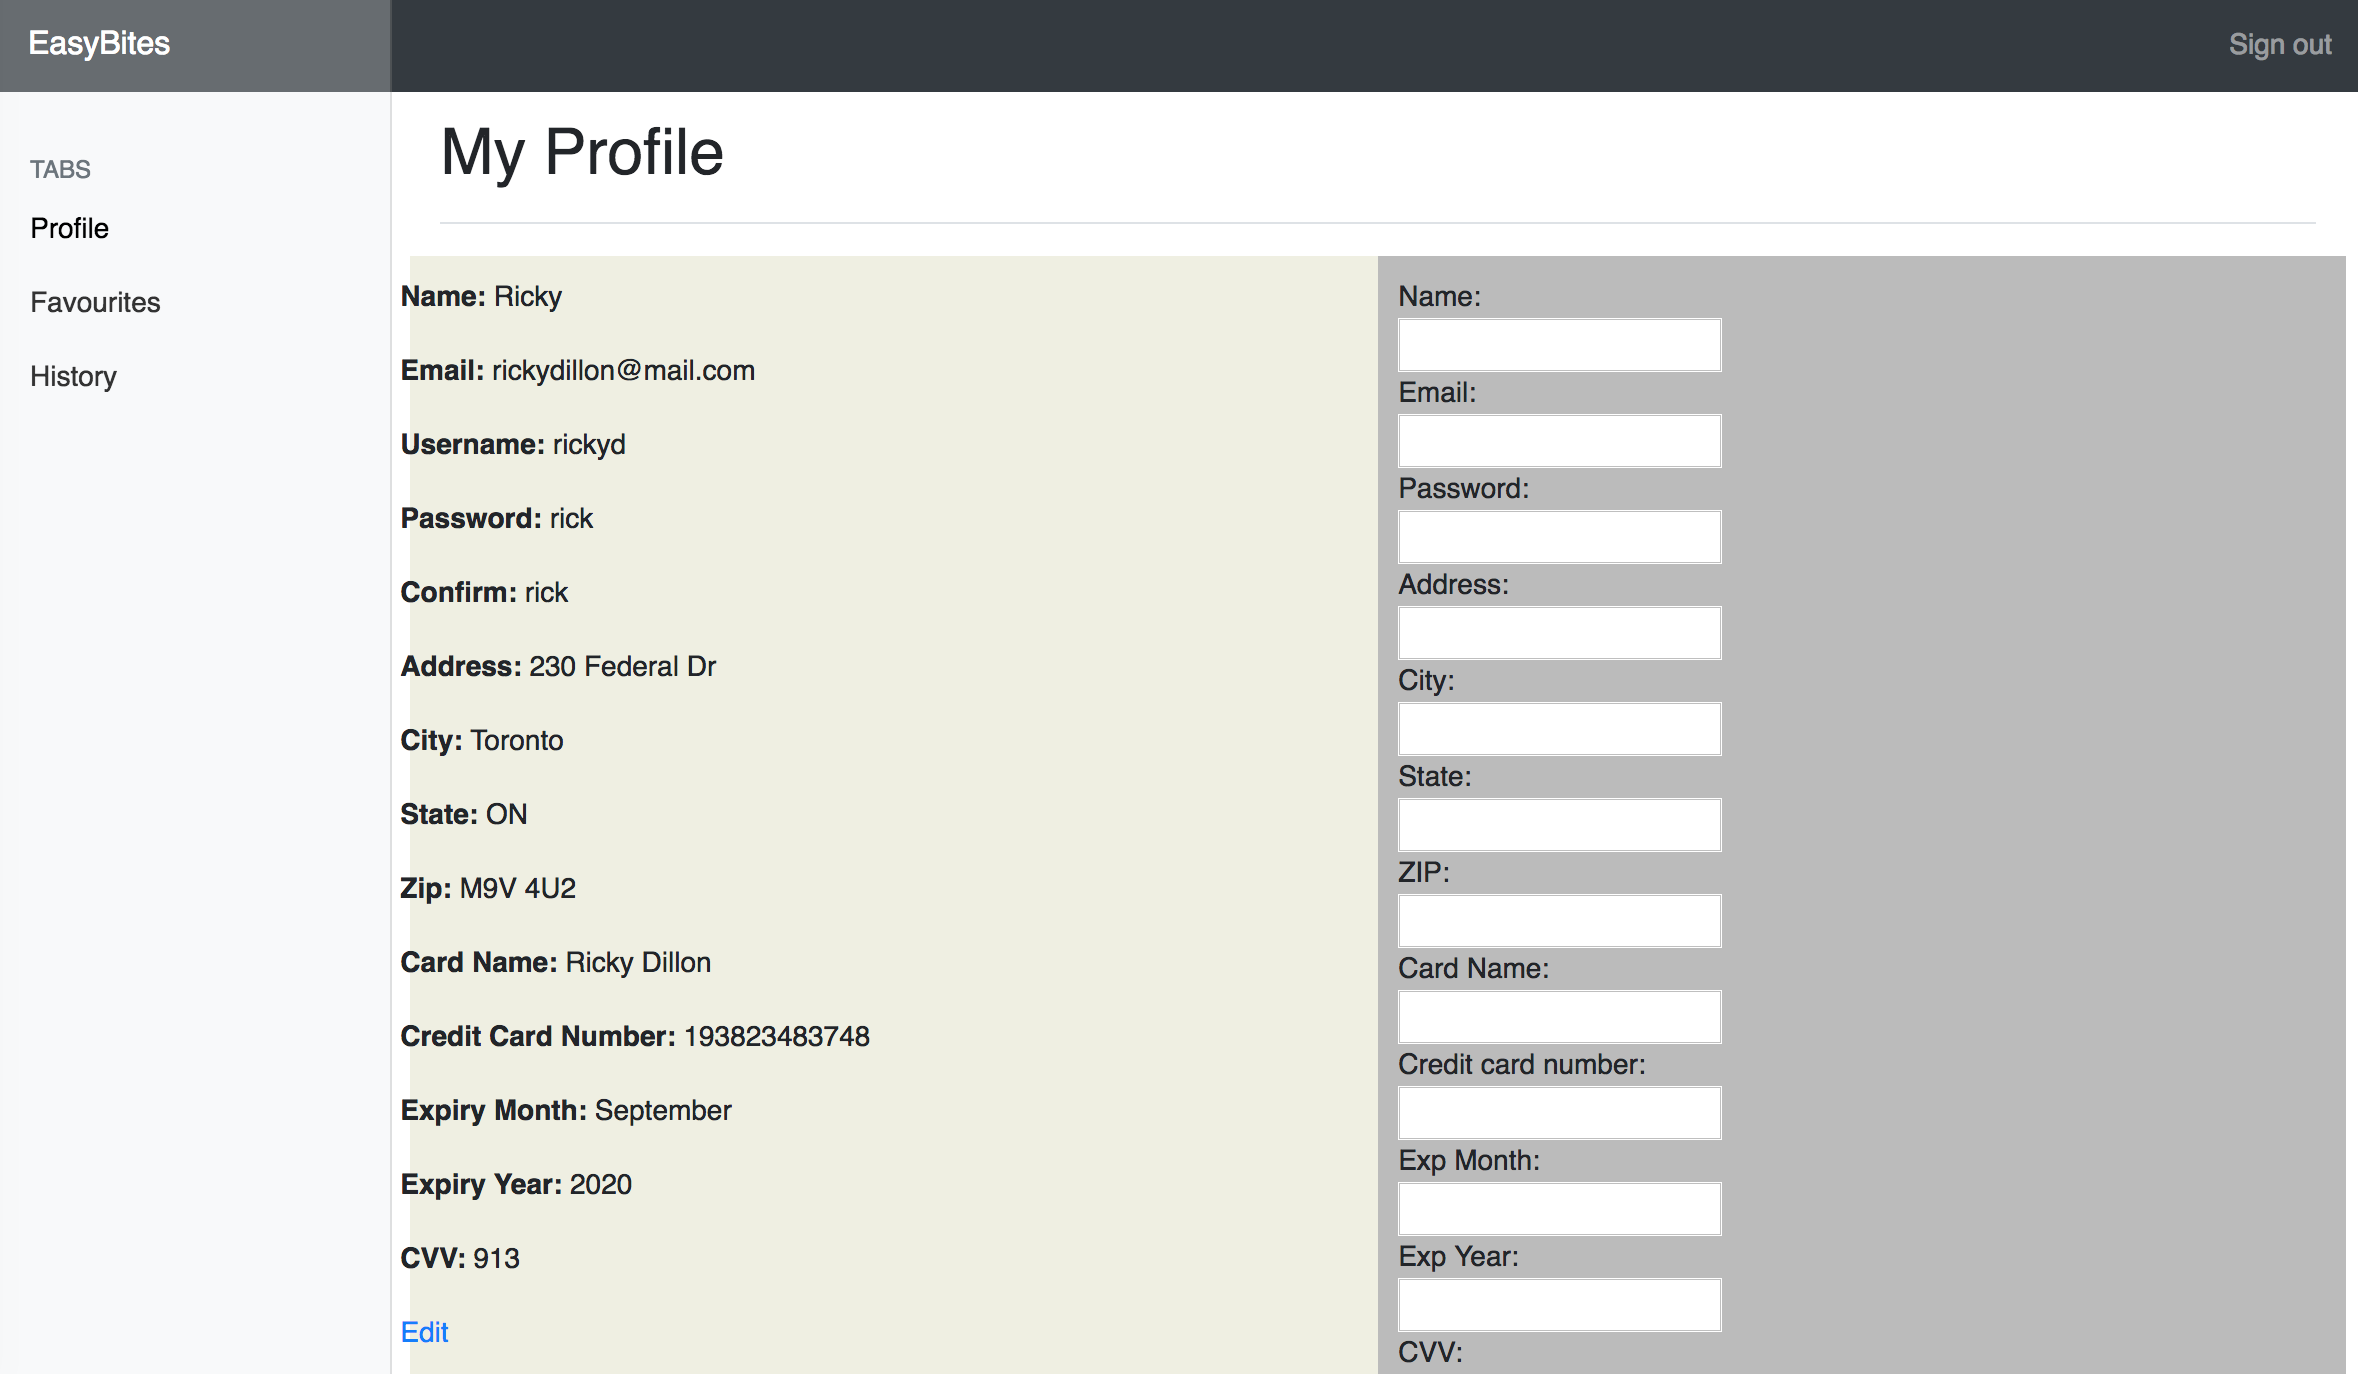 EasyBites
Sign out
TABS
Profile
Favourites
History
My Profile
Name: Ricky
Email: rickydillon@mail.com
Username: rickyd
Password: rick
Confirm: rick
Address: 230 Federal Dr
City: Toronto
State: ON
Zip: M9V 4U2
Card Name: Ricky Dillon
Credit Card Number: 193823483748
Expiry Month: September
Expiry Year: 2020
CVV: 913
Edit
Name:
Email:
Password:
Address:
City:
State:
ZIP:
Card Name:
Credit card number:
Exp Month:
Exp Year:
CVV: